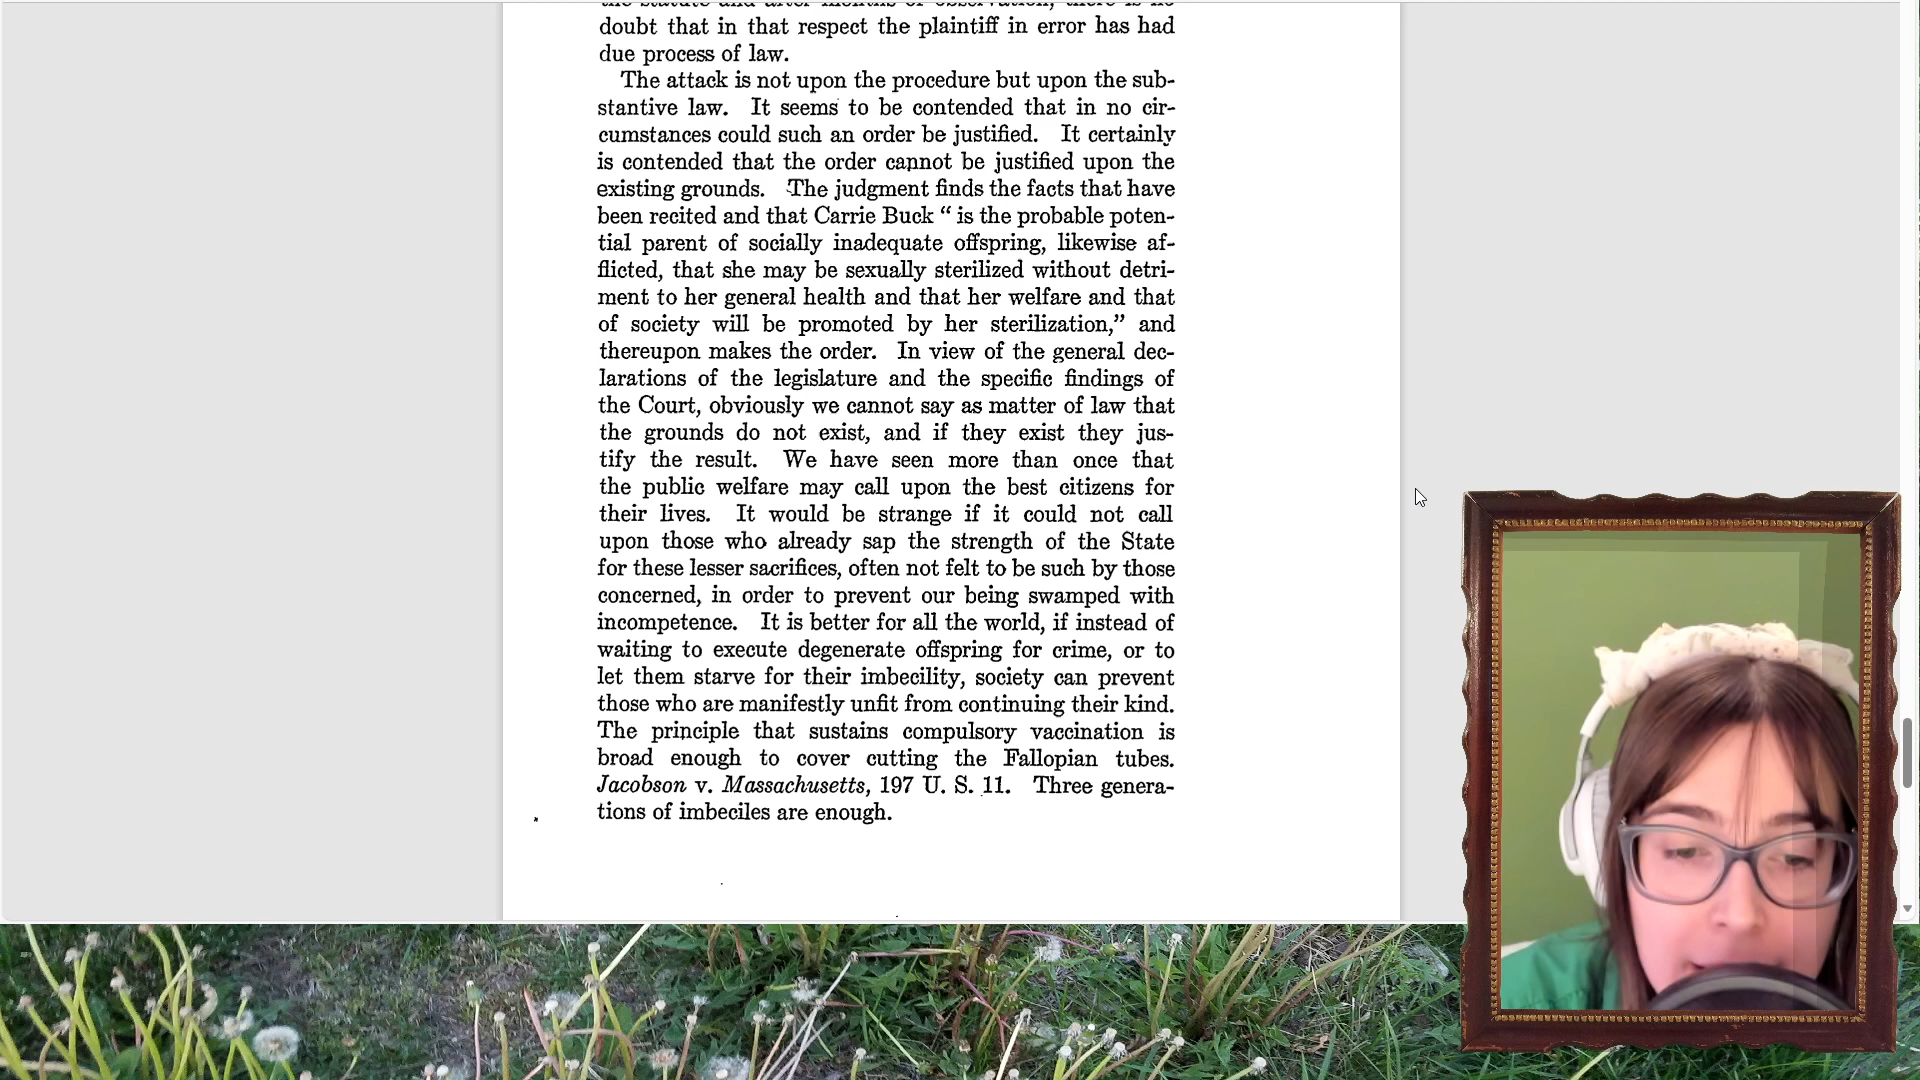 doubt that in that respect the plaintiff in error has had
due process of law.
The attack is not upon the procedure but upon the sub-
stantive law. It seems to be contended that in no cir-
cumstances could such an order be justified. It certainly
is contended that the order cannot be justified upon the
existing grounds. The judgment finds the facts that have
been recited and that Carrie Buck “ is the probable poten-
tial parent of socially inadequate offspring, likewise af-
flicted, that she may be sexually sterilized without detri-
ment to her general health and that her welfare and that
of society will be promoted by her sterilization,” and
thereupon makes the order. In view of the general dec-
larations of the legislature and the specific findings of
the Court, obviously we cannot say as matter of law that
the grounds do not exist, and if they exist they jus-
tify the result. We have seen more than once that
the public welfare may call upon the best citizens for
their lives. It would be strange if it could not call
upon those who already sap the strength of the State
for these lesser sacrifices, often not felt to be such by those
concerned, in order to prevent our being swamped with
incompetence. It is better for all the world, if instead of
waiting to execute degenerate offspring for crime, or to
let them starve for their imbecility, society can prevent
those who are manifestly unfit from continuing their kind.
The principle that sustains compulsory vaccination is
broad enough to cover cutting the Fallopian tubes.
Jacobson v. Massachusetts, 197 U. S. 11. Three genera-
tions of imbeciles are enough.